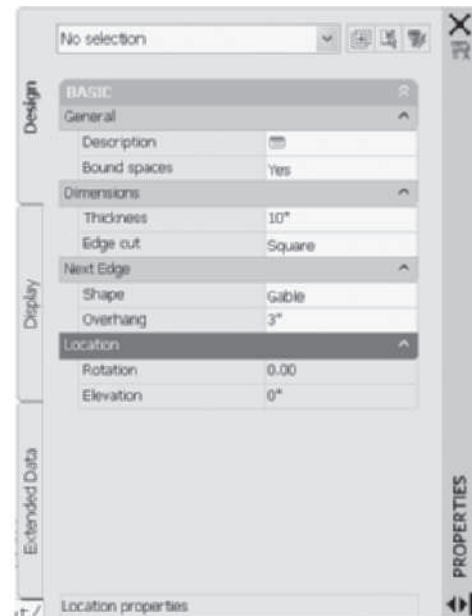 No selection
Design
BASIC
General
Description
Bound spaces Yes
Dimensions
Thickness 10"
Edge cut Square
Next Edge
Shape Gable
Overhang 3"
Location
Rotation 0.00
Elevation 0"
Display
Extended Data
PROPERTIES
Location properties